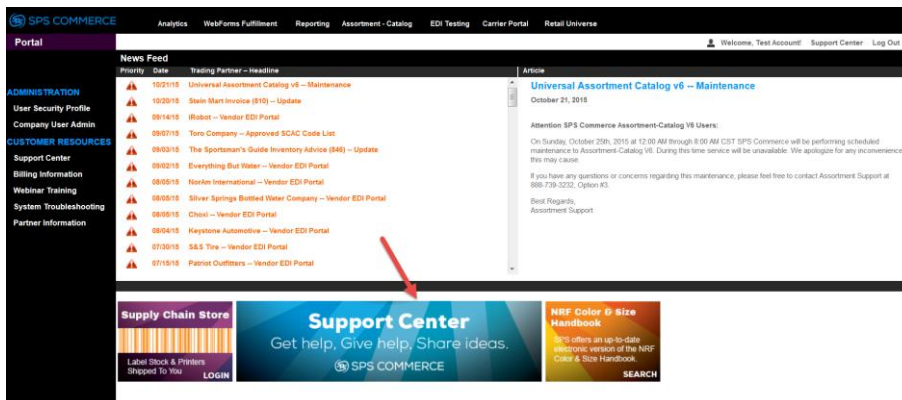 SPS COMMERCE
Analytics WebForms Fulfillment Reporting Assortment - Catalog EDI Testing Carrier Portal Retail Universe
Portal
Welcome, Test Account! Support Center Log Out
News Feed
Priority Date Trading Partner – Headline
Article
10/21/15 Universal Assortment Catalog v6 -- Maintenance
10/20/15 Stein Mart Invoice (810) -- Update
09/14/15 iRobot -- Vendor EDI Portal
09/07/15 Toro Company -- Approved SCAC Code List
09/03/15 The Sportsman's Guide Inventory Advice (846) -- Update
09/02/15 Everything But Water -- Vendor EDI Portal
08/05/15 NorAm International -- Vendor EDI Portal
08/05/15 Silver Springs Bottled Water Company -- Vendor EDI Portal
08/05/15 Choxi -- Vendor EDI Portal
08/04/15 Keystone Automotive -- Vendor EDI Portal
07/30/15 S&S Tire -- Vendor EDI Portal
07/15/15 Patriot Outfitters -- Vendor EDI Portal
ADMINISTRATION
User Security Profile
Company User Admin
CUSTOMER RESOURCES
Support Center
Billing Information
Webinar Training
System Troubleshooting
Partner Information
Universal Assortment Catalog v6 -- Maintenance
October 21, 2015
Attention SPS Commerce Assortment-Catalog V6 Users:
On Sunday, October 25th, 2015 at 12:00 AM through 8:00 AM CST SPS Commerce will be performing scheduled
maintenance to Assortment-Catalog V6. During this time service will be unavailable. We apologize for any inconvenience
this may cause.
If you have any questions or concerns regarding this maintenance, please feel free to contact Assortment Support at
888-739-3232, Option #3.
Best Regards,
Assortment Support
Supply Chain Store
Label Stock & Printers
Shipped To You
LOGIN
Support Center
Get help, Give help, Share ideas.
SPS COMMERCE
NRF Color & Size
Handbook
SPS offers an up-to-date
electronic version of the NRF
Color & Size Handbook.
SEARCH